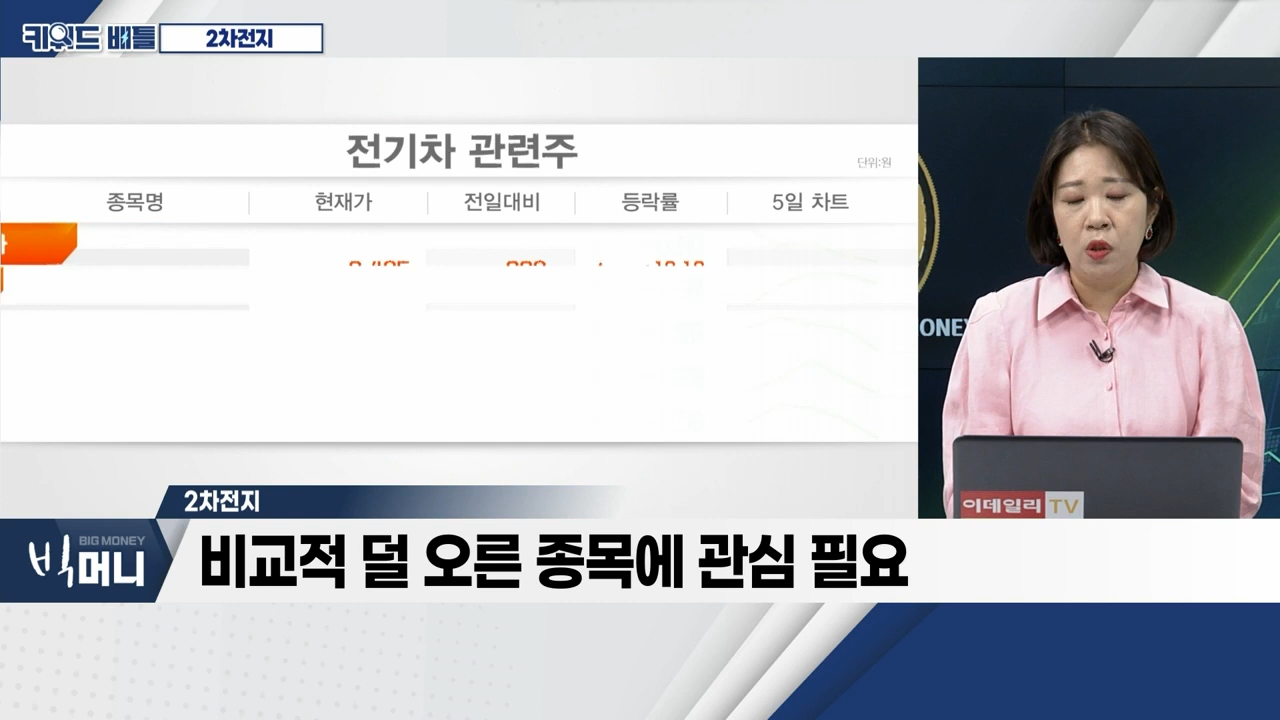 키워드 배틀
2차전지
전기차 관련주
단위:원
종목명 현재가 전일대비 등락률 5일 차트
ONEY
이데일리 TV
2차전지
BIG MONEY
빅머니
비교적 덜 오른 종목에 관심 필요